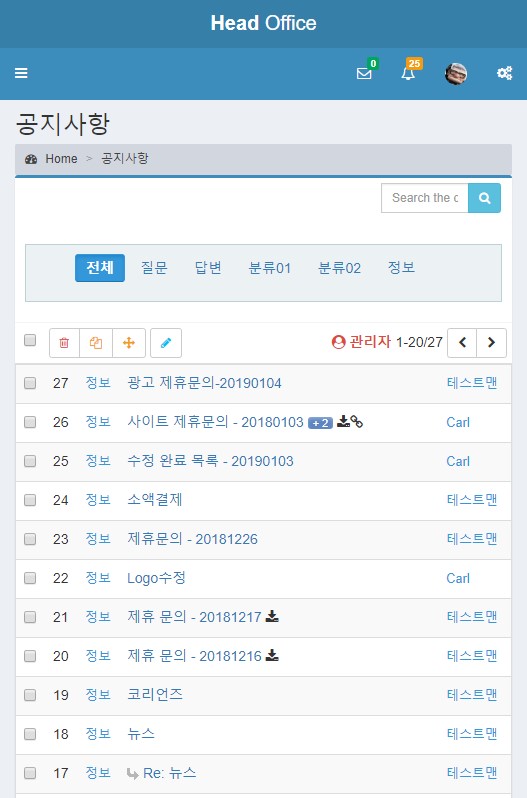 Head Office
0 25
공지사항
Home > 공지사항
Search the c
전체 질문 답변 분류01 분류02 정보
관리자 1-20/27
27 정보 광고 제휴문의-20190104 테스트맨
26 정보 사이트 제휴문의 - 20180103 + 2 Carl
25 정보 수정 완료 목록 - 20190103 Carl
24 정보 소액결제 테스트맨
23 정보 제휴문의 - 20181226 테스트맨
22 정보 Logo수정 Carl
21 정보 제휴 문의 - 20181217 테스트맨
20 정보 제휴 문의 - 20181216 테스트맨
19 정보 코리언즈 테스트맨
18 정보 뉴스 테스트맨
17 정보 Re: 뉴스 테스트맨